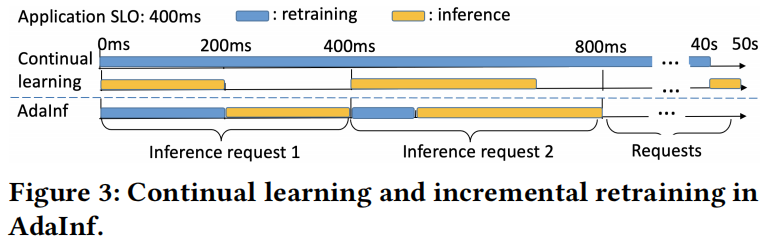 Application SLO: 400ms : retraining : inference
0ms 200ms 400ms 800ms 40s 50s
Continual
learning
...
...
AdaInf
...
Inference request 1 Inference request 2 Requests
Figure 3: Continual learning and incremental retraining in
AdaInf.